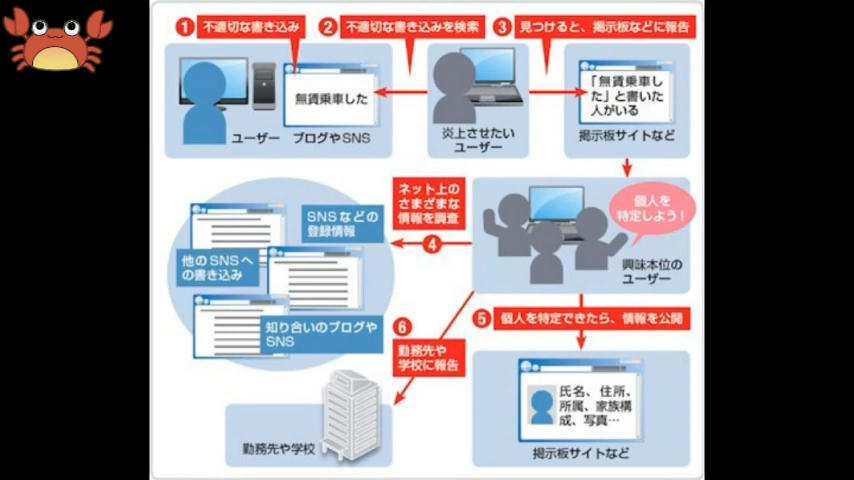 1 不適切な書き込み
2 不適切な書き込みを検索
3 見つけると、掲示板などに報告
無賃乗車した
ユーザー
ブログやSNS
炎上させたい
ユーザー
「無賃乗車し
た」と書いた
人がいる
掲示板サイトなど
ネット上の
さまざまな
情報を調査
4
個人を
特定しよう！
興味本位の
ユーザー
SNSなどの
登録情報
他のSNSへ
の書き込み
知り合いのブログや
SNS
5 個人を特定できたら、情報を公開
6
勤務先や
学校に報告
勤務先や学校
氏名、住所、
所属、家族構
成、写真…
掲示板サイトなど